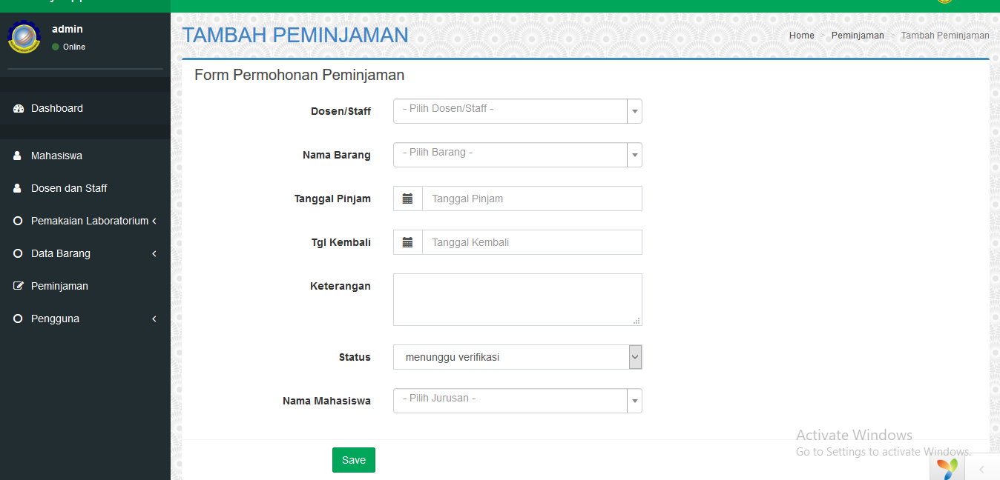 admin
Online
Dashboard
Mahasiswa
Dosen dan Staff
Pemakaian Laboratorium
Data Barang
Peminjaman
Pengguna
TAMBAH PEMINJAMAN
Home > Peminjaman > Tambah Peminjaman
Form Permohonan Peminjaman
Dosen/Staff - Pilih Dosen/Staff -
Nama Barang - Pilih Barang -
Tanggal Pinjam Tanggal Pinjam
Tgl Kembali Tanggal Kembali
Keterangan
Status menunggu verifikasi
Nama Mahasiswa - Pilih Jurusan -
Save
Activate Windows
Go to Settings to activate Windows.